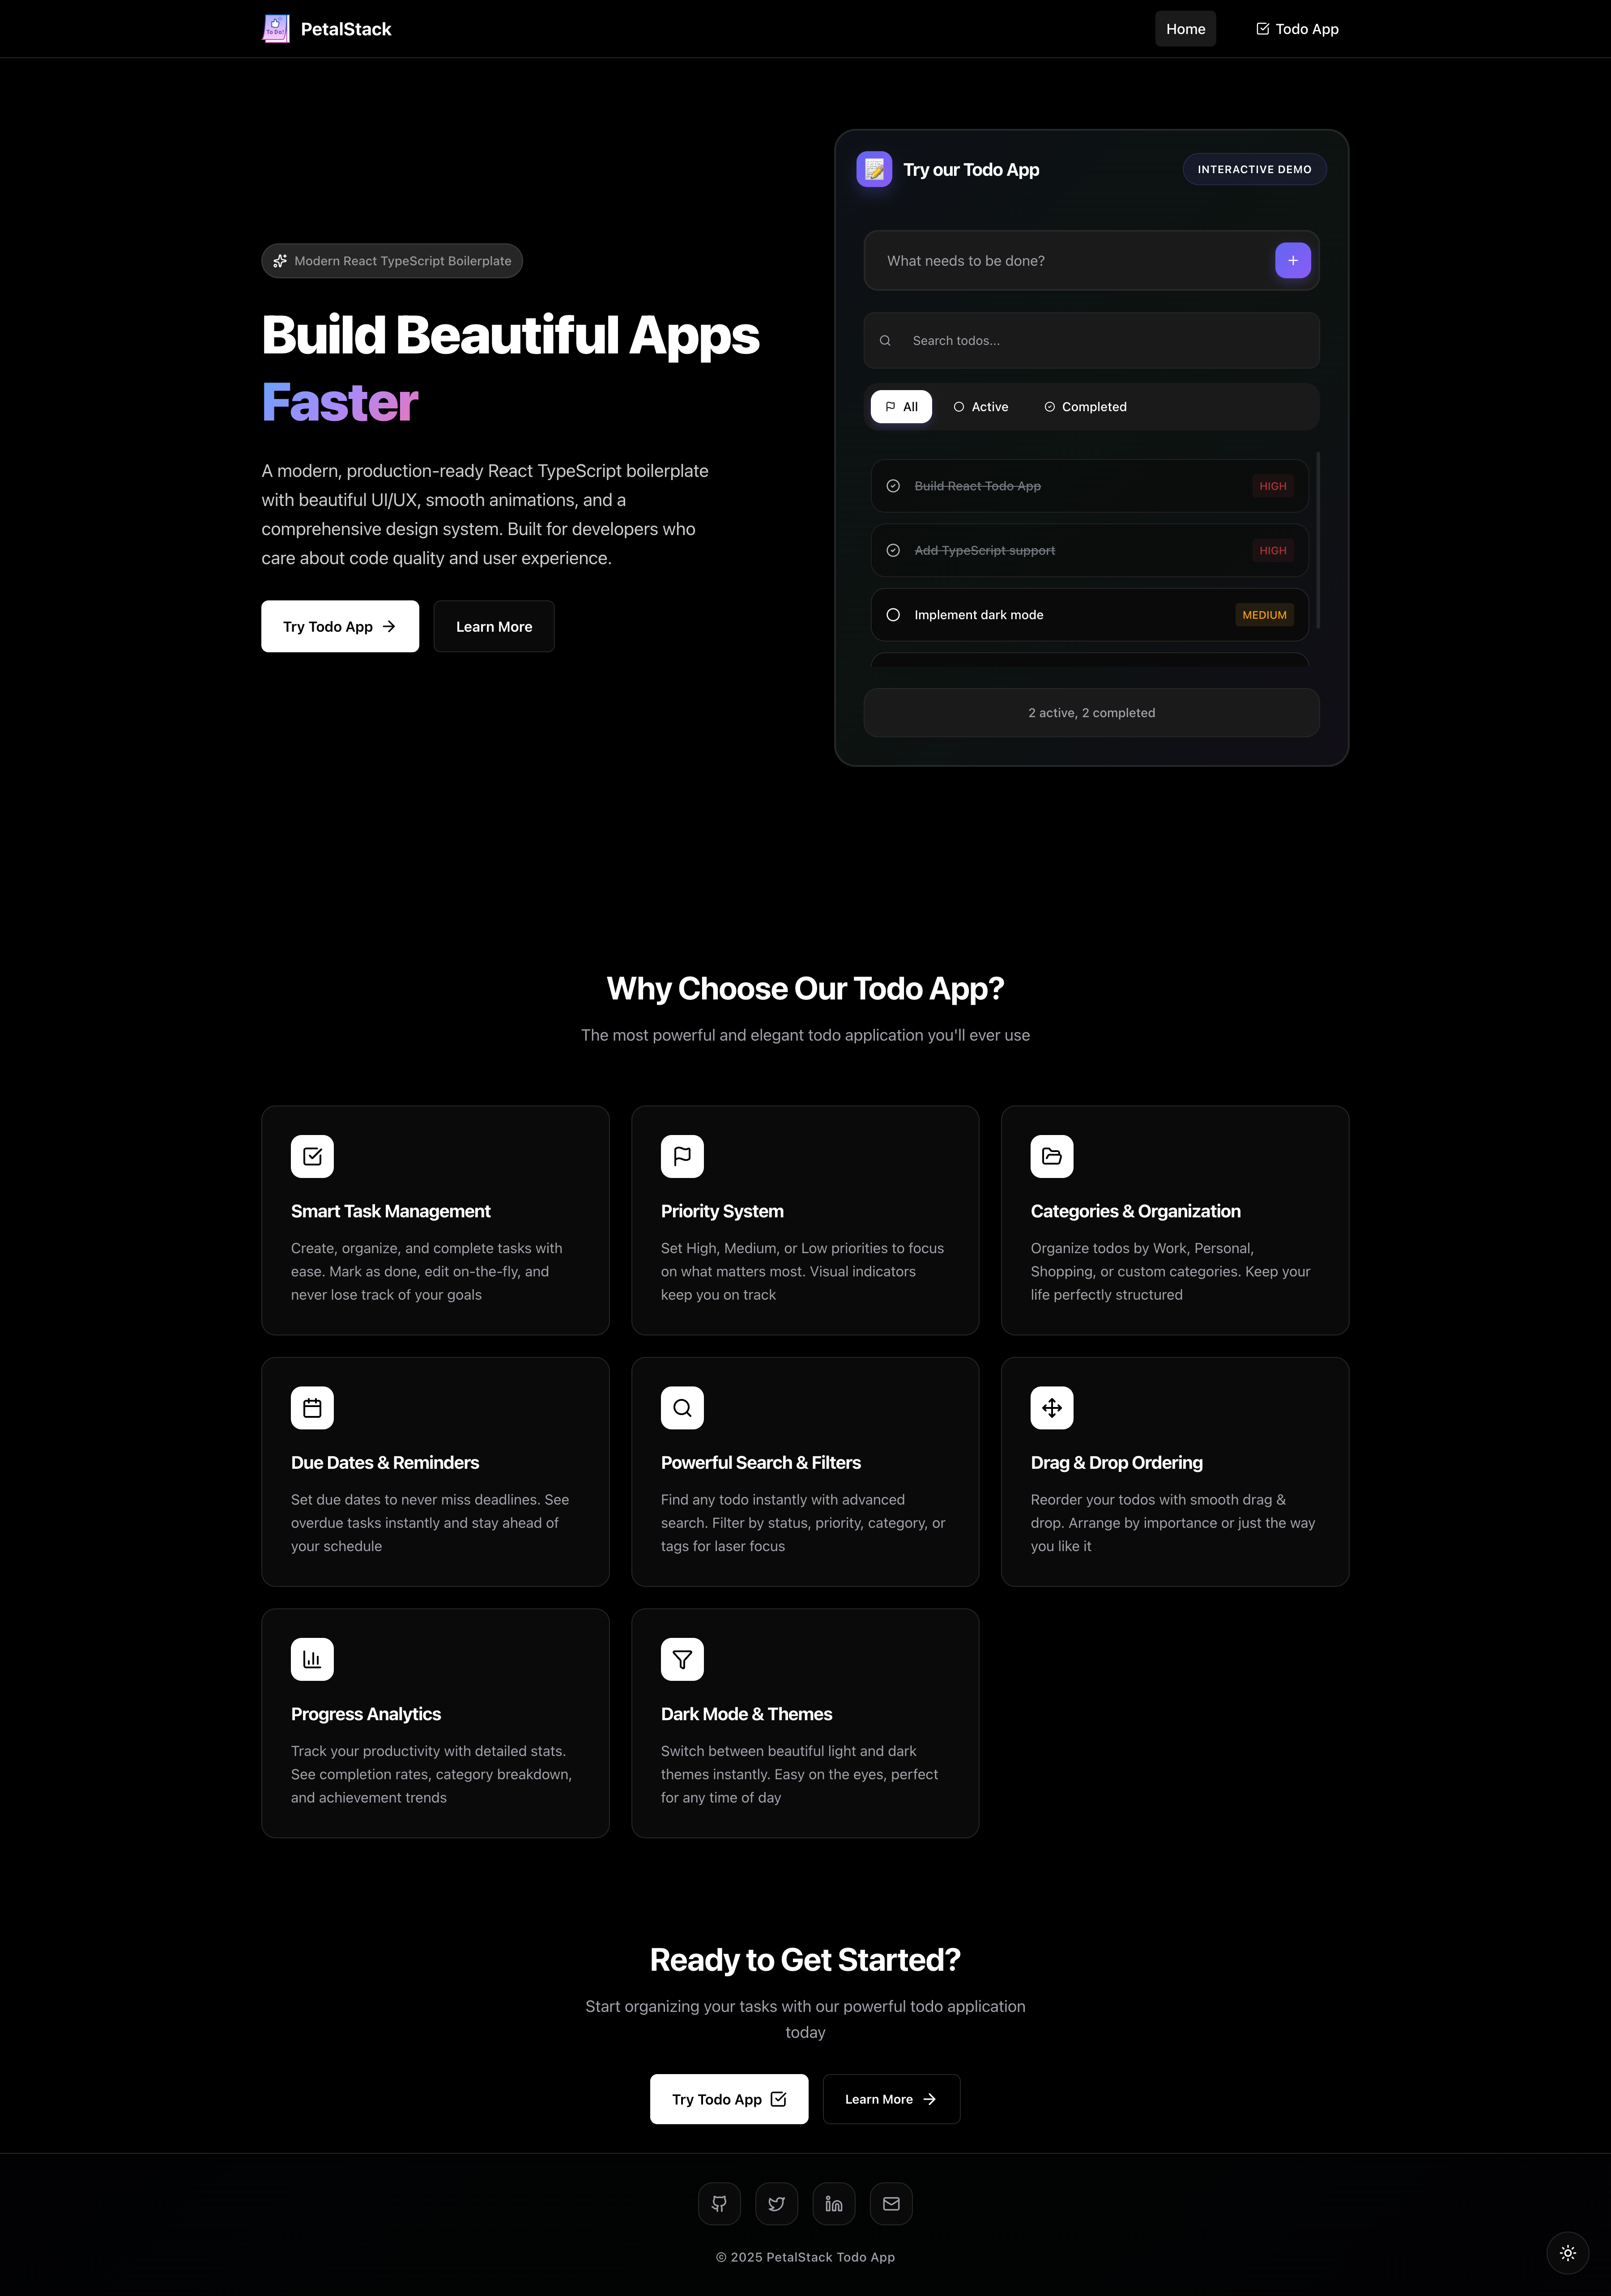 To Do!
PetalStack
Home
Todo App
Modern React TypeScript Boilerplate
Build Beautiful Apps
Faster
A modern, production-ready React TypeScript boilerplate
with beautiful UI/UX, smooth animations, and a
comprehensive design system. Built for developers who
care about code quality and user experience.
Try Todo App
Learn More
Try our Todo App
INTERACTIVE DEMO
What needs to be done?
Search todos...
All
Active
Completed
Build React Todo App
HIGH
Add TypeScript support
HIGH
Implement dark mode
MEDIUM
2 active, 2 completed
Why Choose Our Todo App?
The most powerful and elegant todo application you'll ever use
Smart Task Management
Create, organize, and complete tasks with
ease. Mark as done, edit on-the-fly, and
never lose track of your goals
Priority System
Set High, Medium, or Low priorities to focus
on what matters most. Visual indicators
keep you on track
Categories & Organization
Organize todos by Work, Personal,
Shopping, or custom categories. Keep your
life perfectly structured
Due Dates & Reminders
Set due dates to never miss deadlines. See
overdue tasks instantly and stay ahead of
your schedule
Powerful Search & Filters
Find any todo instantly with advanced
search. Filter by status, priority, category, or
tags for laser focus
Drag & Drop Ordering
Reorder your todos with smooth drag &
drop. Arrange by importance or just the way
you like it
Progress Analytics
Track your productivity with detailed stats.
See completion rates, category breakdown,
and achievement trends
Dark Mode & Themes
Switch between beautiful light and dark
themes instantly. Easy on the eyes, perfect
for any time of day
Ready to Get Started?
Start organizing your tasks with our powerful todo application
today
Try Todo App
Learn More
© 2025 PetalStack Todo App